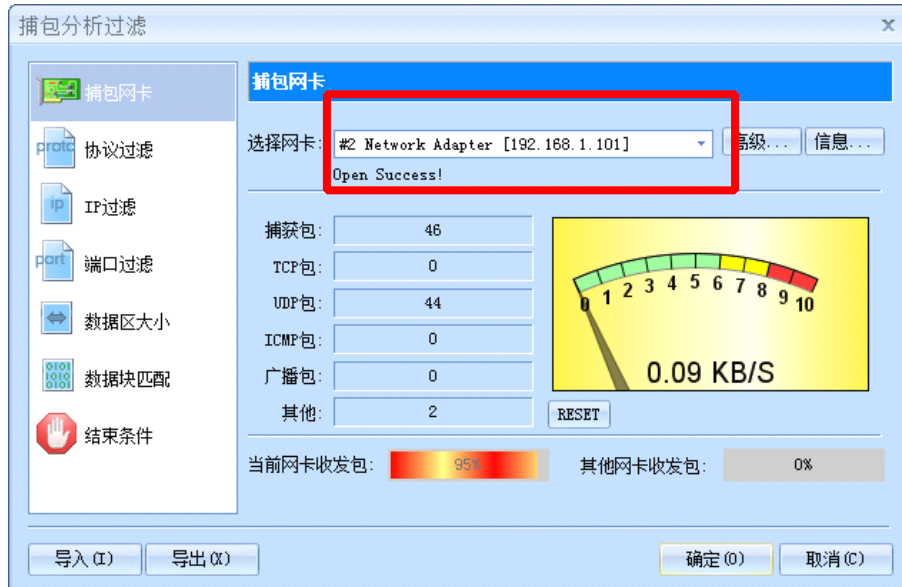 捕包分析过滤
捕包网卡
协议过滤
IP过滤
端口过滤
数据区大小
数据块匹配
结束条件
捕包网卡
选择网卡: #2 Network Adapter [192.168.1.101] 高级... 信息...
Open Success!
捕获包: 46
TCP包: 0
UDP包: 44
ICMP包: 0
广播包: 0
其他: 2
0 1 2 3 4 5 6 7 8 9 10
0.09 KB/S
RESET
当前网卡收发包: 95% 其他网卡收发包: 0%
导入(I) 导出(X) 确定(O) 取消(C)